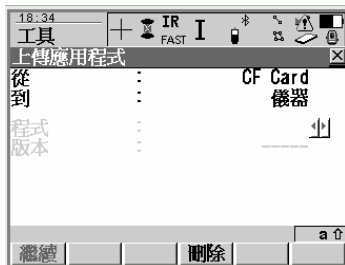 18:34
工具
IR
FAST I
上傳應用程式
從 : CF Card
到 : 儀器
程式 :
版本 : -----
a
繼續 刪除